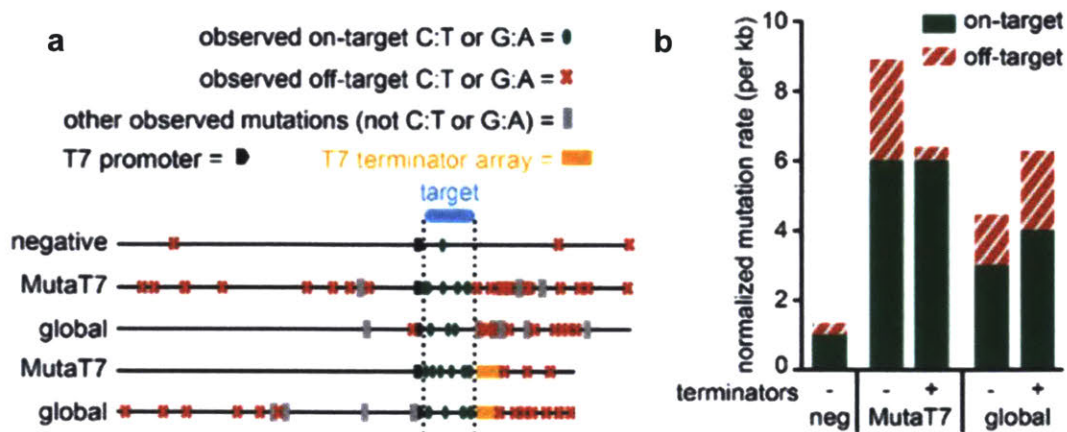 a
observed on-target C:T or G:A =
observed off-target C:T or G:A =
other observed mutations (not C:T or G:A) =
T7 promoter =
T7 terminator array =
target
negative
MutaT7
global
MutaT7
global
b
normalized mutation rate (per kb)
10
8
6
4
2
0
on-target
off-target
terminators - - + - +
neg MutaT7 global